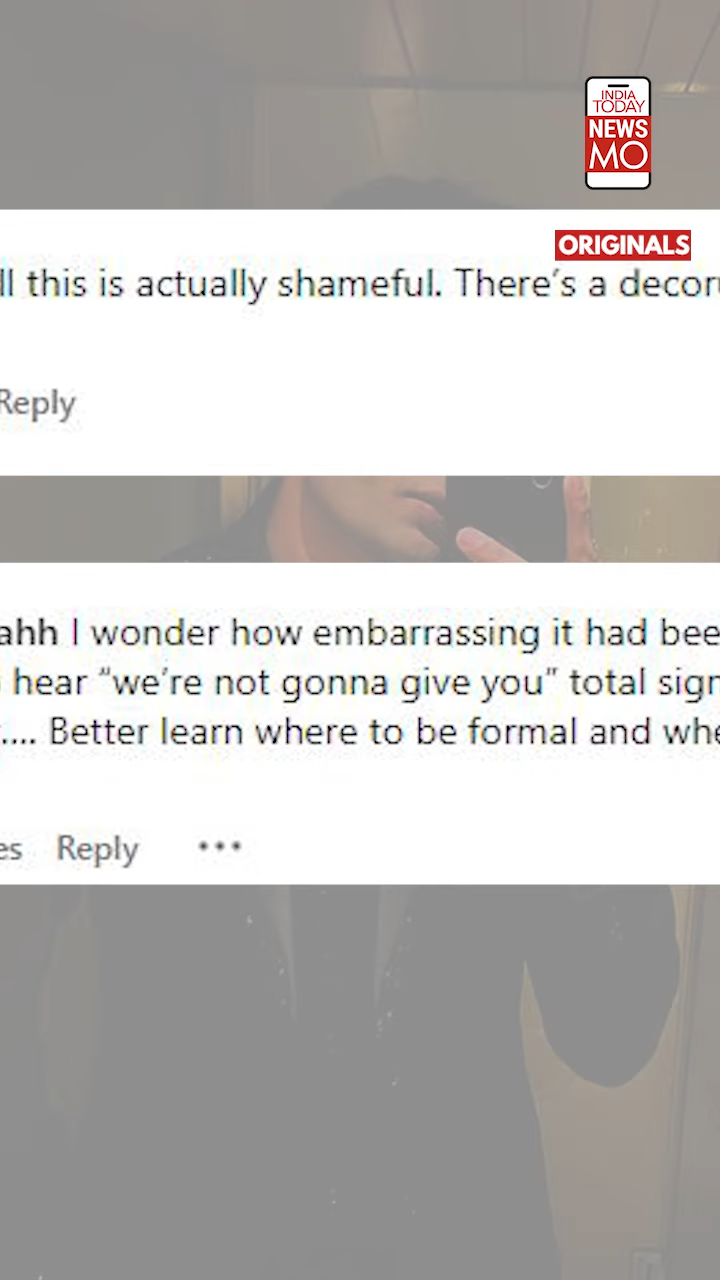 INDIA
TODAY
NEWS
MO
ORIGINALS
ll this is actually shameful. There's a decor
Reply
ahh I wonder how embarrassing it had bee
hear "we're not gonna give you" total sign
.... Better learn where to be formal and whe
es Reply ...